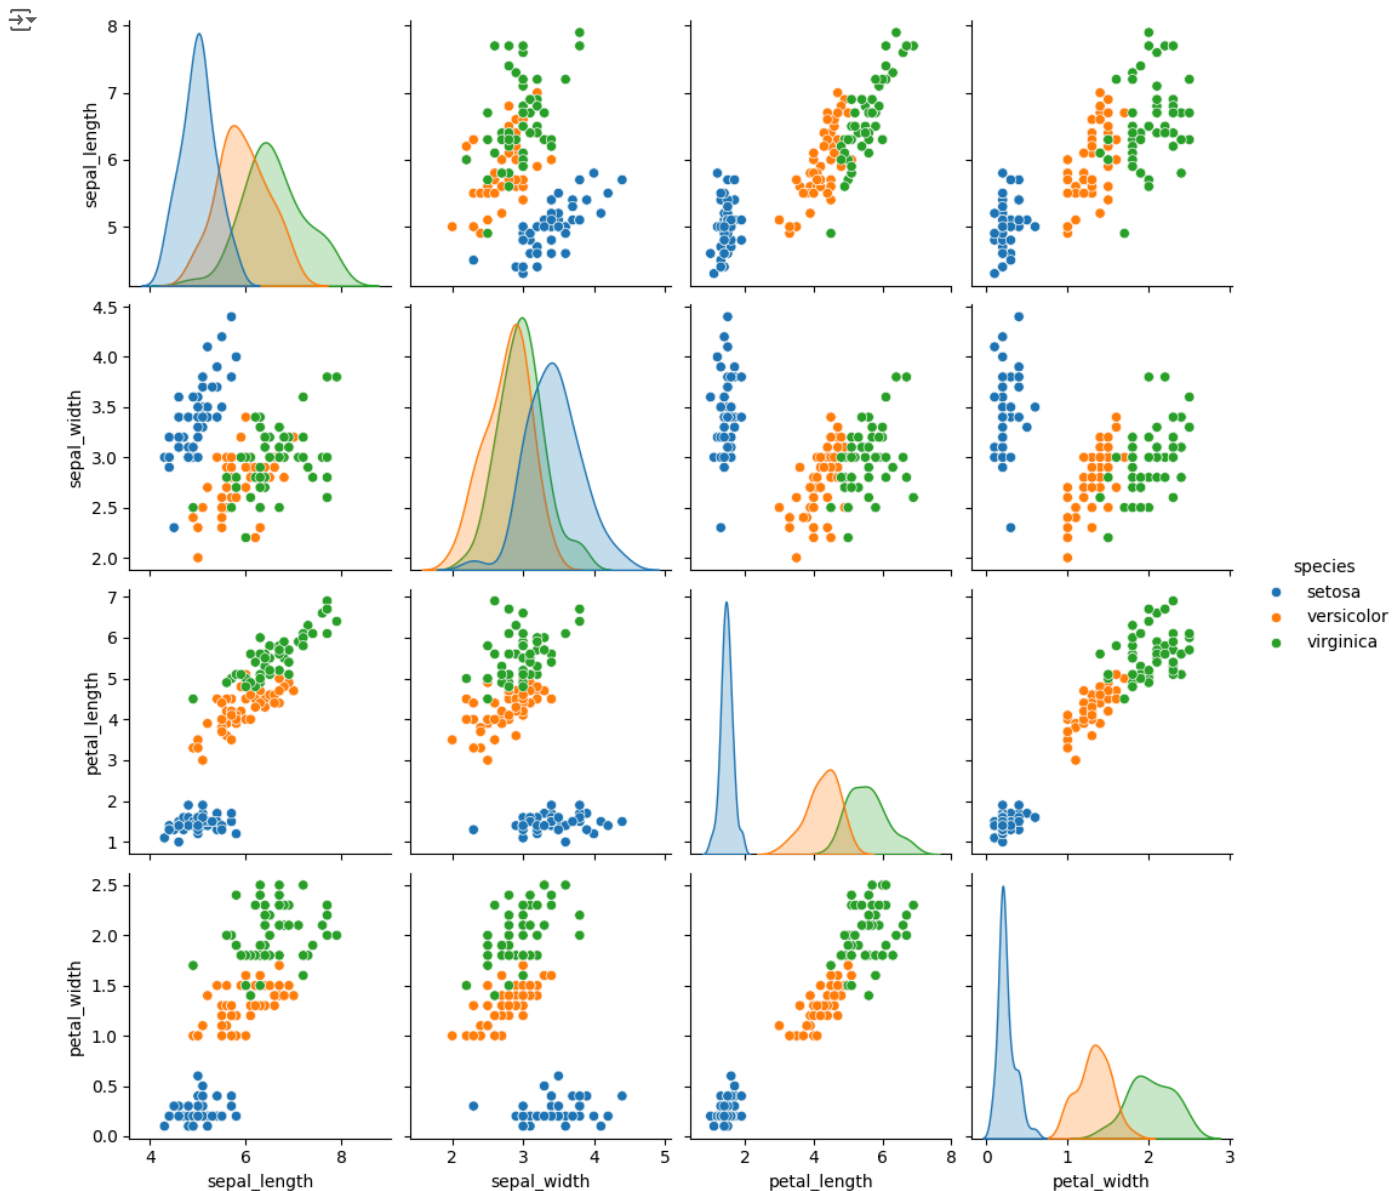 8
7
6
5
sepal_length
4.5
4.0
3.5
3.0
2.5
2.0
sepal_width
species
setosa
versicolor
virginica
7
6
5
4
3
2
1
petal_length
2.5
2.0
1.5
1.0
0.5
0.0
petal_width
4 6 8
2 3 4 5
2 4 6 8
0 1 2 3
sepal_length
sepal_width
petal_length
petal_width